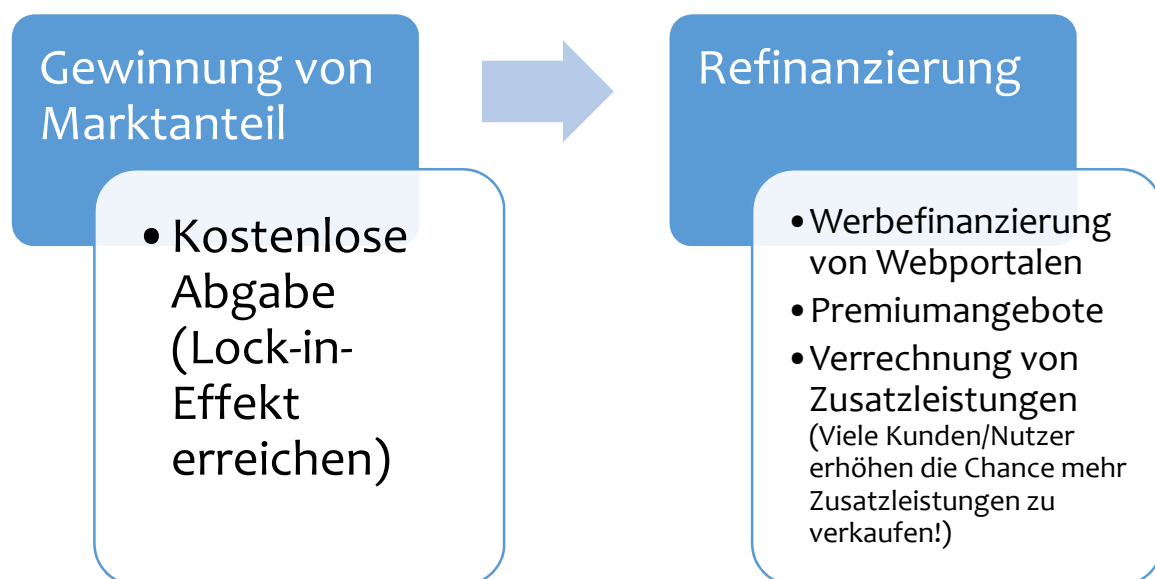 Gewinnung von
Marktanteil
• Kostenlose
Abgabe
(Lock-in-
Effekt
erreichen)
Refinanzierung
• Werbefinanzierung
von Webportalen
• Premiumangebote
• Verrechnung von
Zusatzleistungen
(Viele Kunden/Nutzer
erhöhen die Chance mehr
Zusatzleistungen zu
verkaufen!)